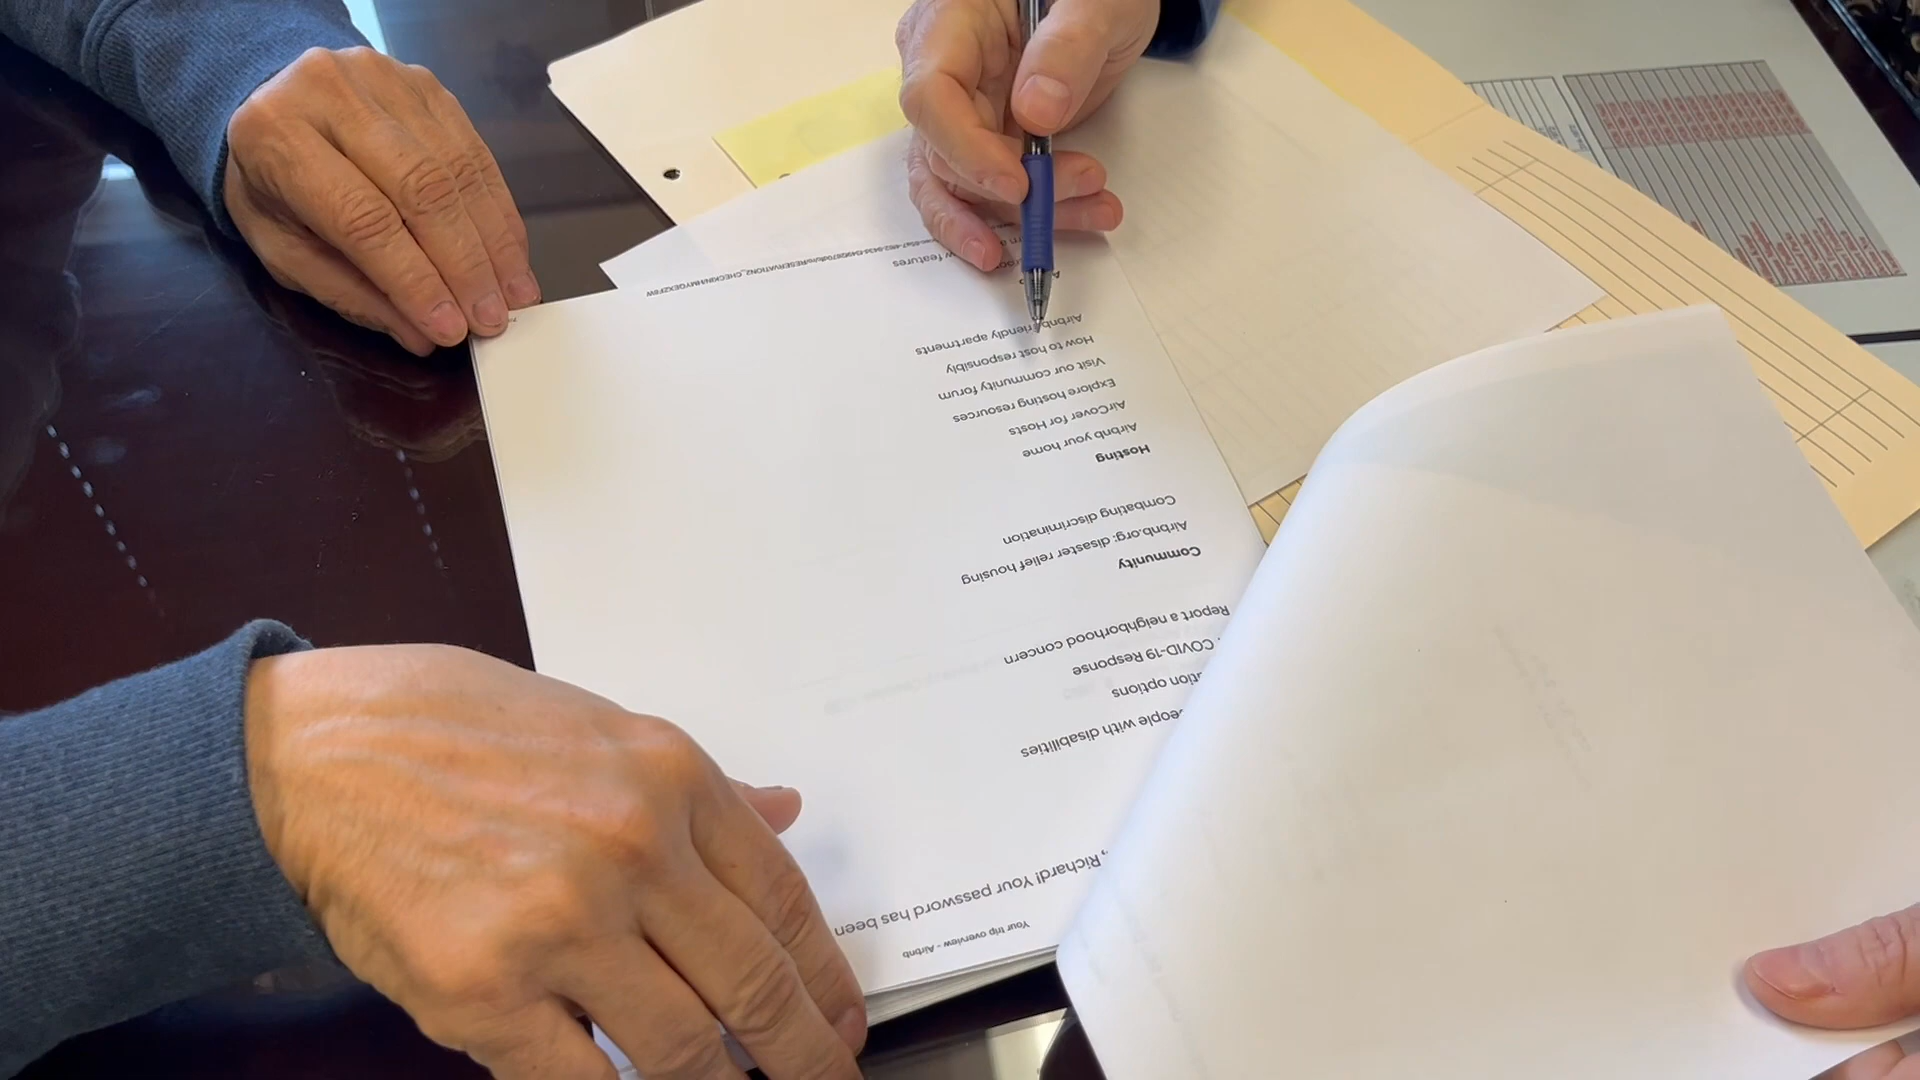 Your trip overview - Airbnb
, Richard! Your password has been
people with disabilities
options
COVID-19 Response
Report a neighborhood concern
Community
Airbnb.org: disaster relief housing
Combating discrimination
Hosting
Airbnb your home
AirCover for Hosts
Explore hosting resources
Visit our community forum
How to host responsibly
Airbnb-friendly apartments
features